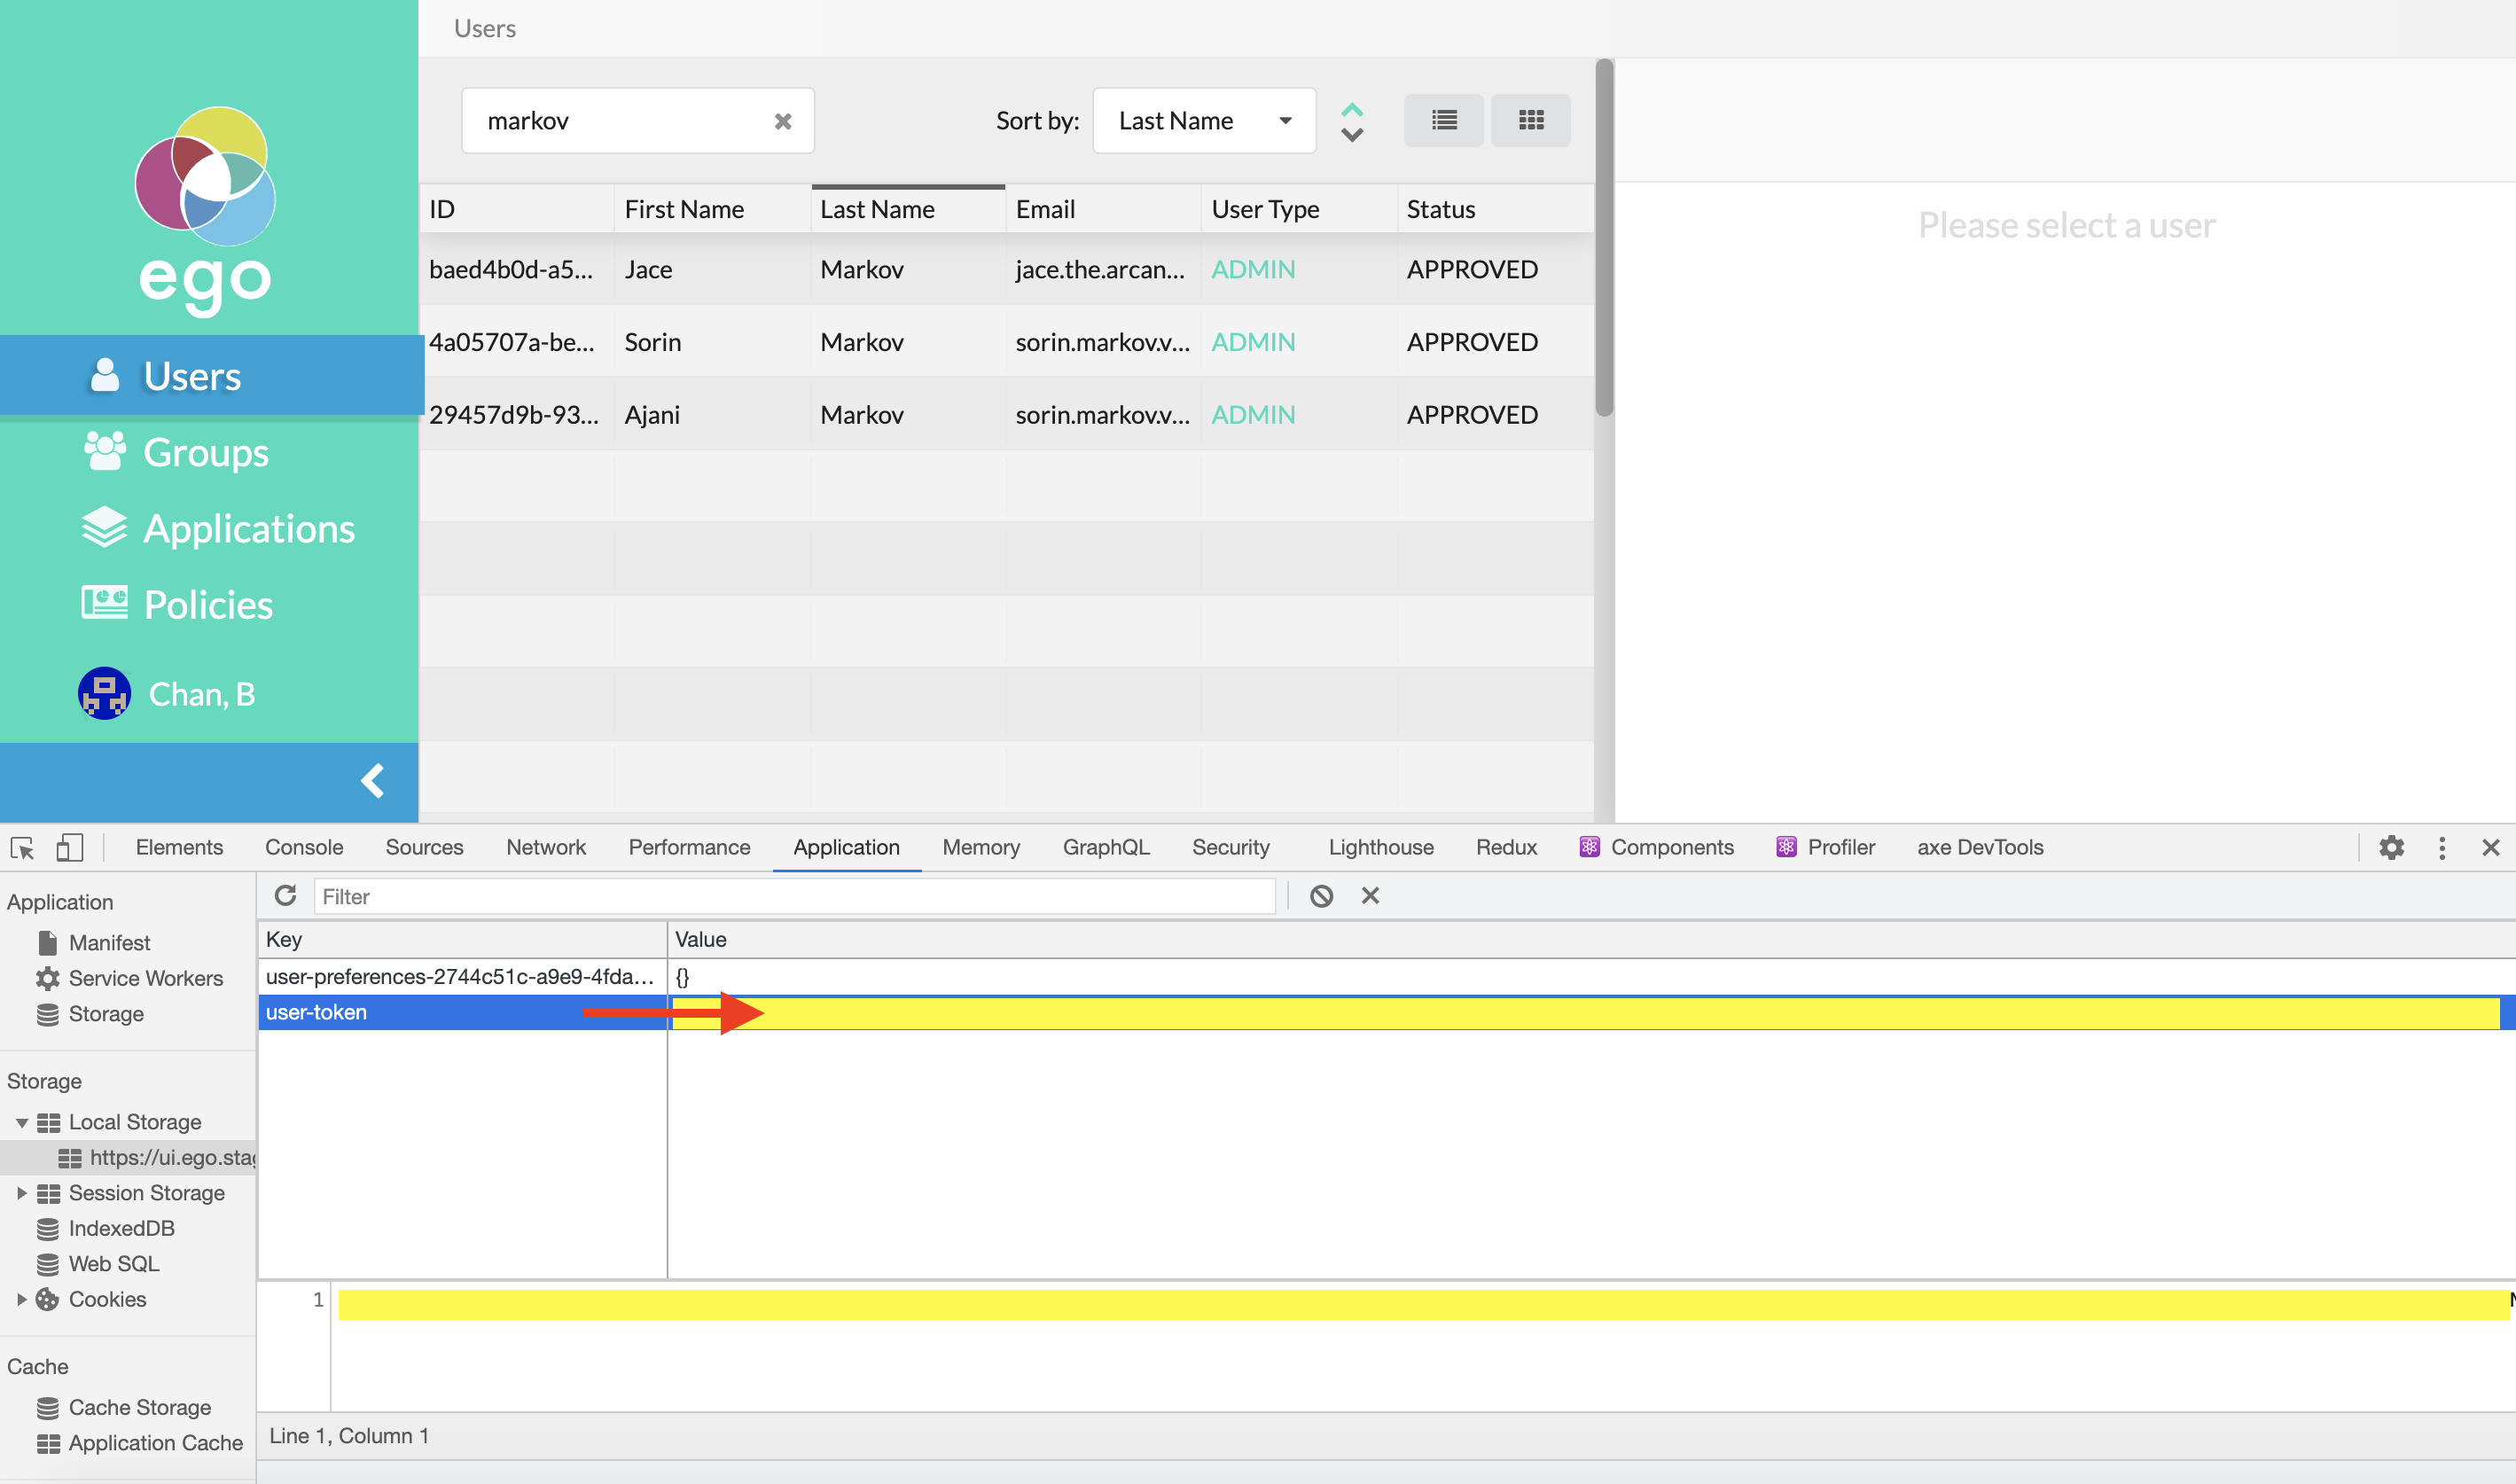 Users
markov
Sort by: Last Name
ego
ID First Name Last Name Email User Type Status
Please select a user
baed4b0d-a5... Jace Markov jace.the.arcan... ADMIN APPROVED
4a05707a-be... Sorin Markov sorin.markov.v... ADMIN APPROVED
29457d9b-93... Ajani Markov sorin.markov.v... ADMIN APPROVED
Users
Groups
Applications
Policies
Chan, B
Elements Console Sources Network Performance Application Memory GraphQL Security Lighthouse Redux Components Profiler axe DevTools
Application
Manifest
Service Workers
Storage
Storage
Local Storage
https://ui.ego.sta
Session Storage
IndexedDB
Web SQL
Cookies
Cache
Cache Storage
Application Cache
Filter
Key Value
user-preferences-2744c51c-a9e9-4fda... {}
user-token
1
Line 1, Column 1